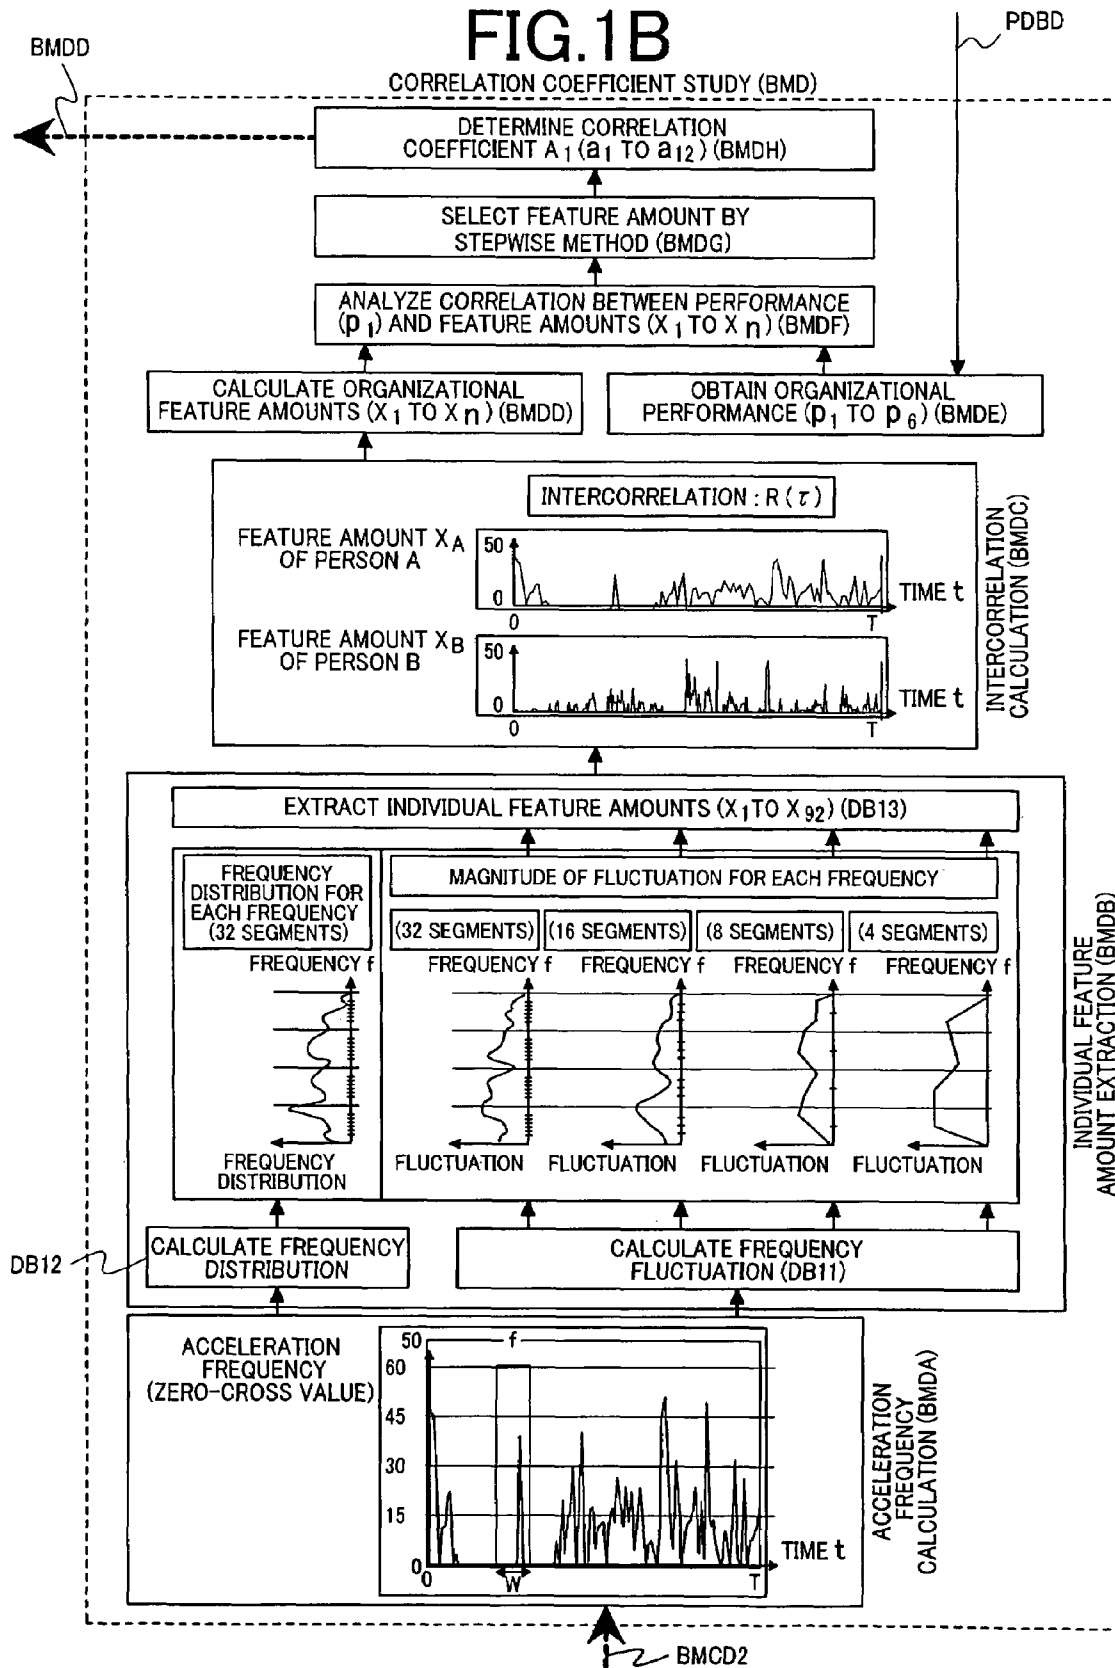 FIG.1B
BMDD
PDBD
CORRELATION COEFFICIENT STUDY (BMD)
DETERMINE CORRELATION
COEFFICIENT A1 (a1 TO a12) (BMDH)
SELECT FEATURE AMOUNT BY
STEPWISE METHOD (BMDG)
ANALYZE CORRELATION BETWEEN PERFORMANCE
(p1) AND FEATURE AMOUNTS (X1 TO Xn) (BMDF)
CALCULATE ORGANIZATIONAL
FEATURE AMOUNTS (X1 TO Xn) (BMDD)
OBTAIN ORGANIZATIONAL
PERFORMANCE (p1 TO p6) (BMDE)
INTERCORRELATION : R(τ)
FEATURE AMOUNT XA
OF PERSON A
50
0
0
T
TIME t
FEATURE AMOUNT XB
OF PERSON B
50
0
0
T
TIME t
INTERCORRELATION
CALCULATION (BMDC)
EXTRACT INDIVIDUAL FEATURE AMOUNTS (X1 TO X92) (DB13)
FREQUENCY
DISTRIBUTION FOR
EACH FREQUENCY
(32 SEGMENTS)
MAGNITUDE OF FLUCTUATION FOR EACH FREQUENCY
(32 SEGMENTS)
(16 SEGMENTS)
(8 SEGMENTS)
(4 SEGMENTS)
FREQUENCY f
FREQUENCY f
FREQUENCY f
FREQUENCY f
FREQUENCY f
FREQUENCY
DISTRIBUTION
FLUCTUATION
FLUCTUATION
FLUCTUATION
FLUCTUATION
INDIVIDUAL FEATURE
AMOUNT EXTRACTION (BMDB)
DB12
CALCULATE FREQUENCY
DISTRIBUTION
CALCULATE FREQUENCY
FLUCTUATION (DB11)
ACCELERATION
FREQUENCY
(ZERO-CROSS VALUE)
50
f
60
45
30
15
0
0
W
T
TIME t
ACCELERATION
FREQUENCY
CALCULATION (BMDA)
BMCD2